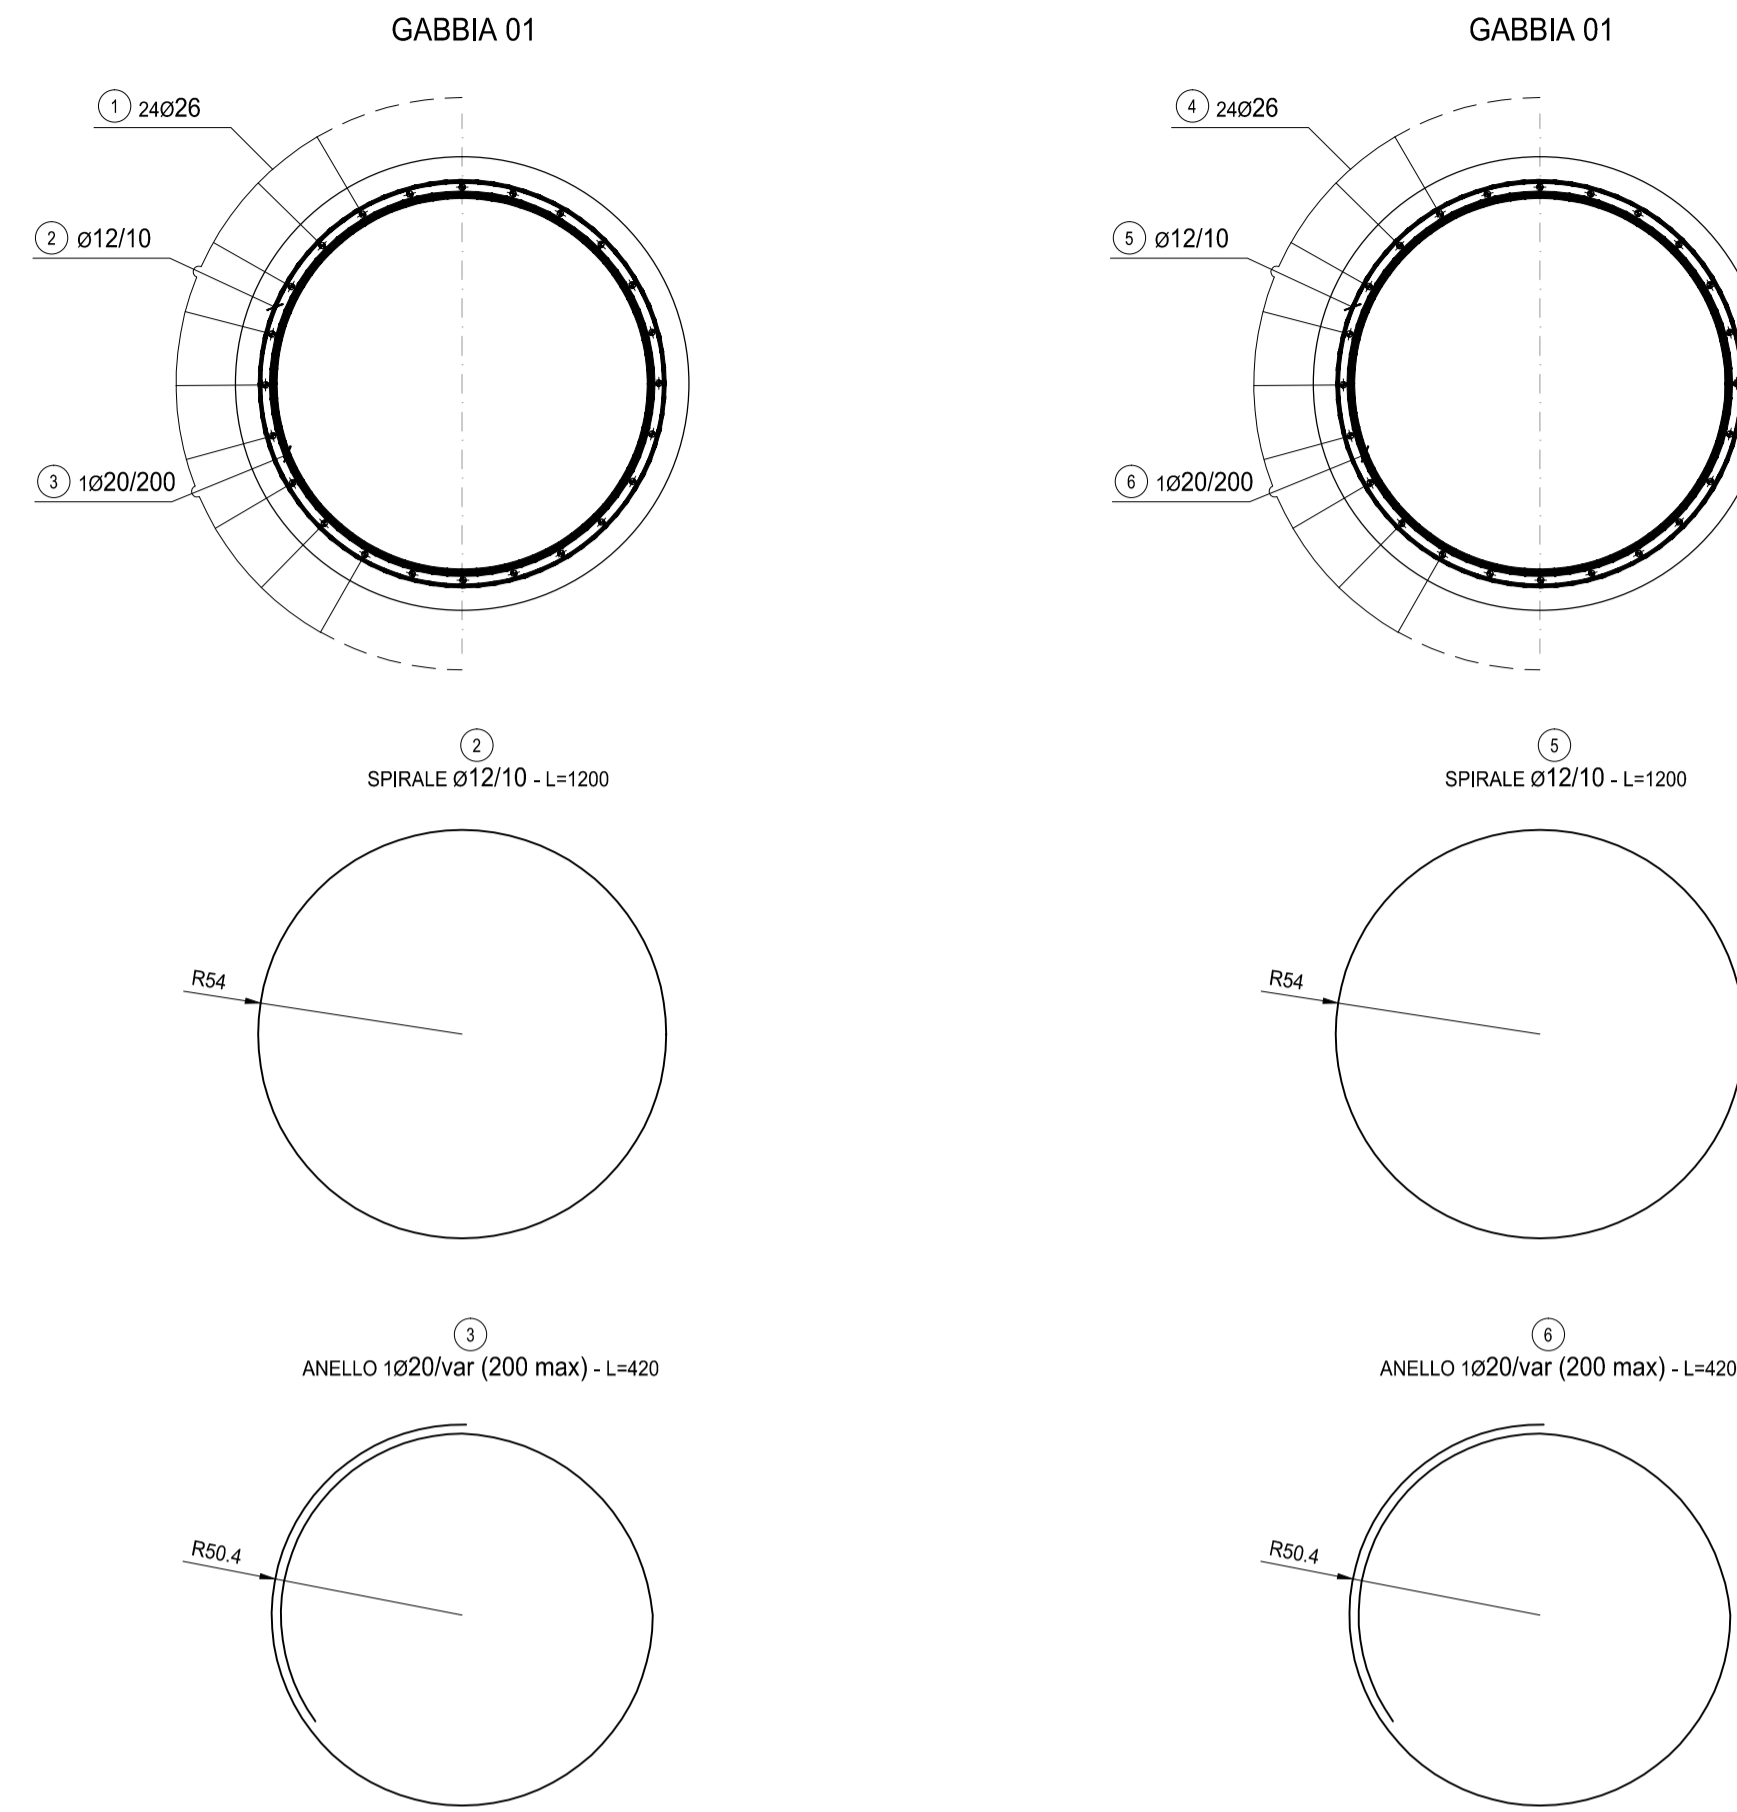 GABBIA 01
1 24Ø26
2 Ø12/10
3 1Ø20/200
2
SPIRALE Ø12/10 - L=1200
R54
3
ANELLO 1Ø20/var (200 max) - L=420
R50.4
GABBIA 01
4 24Ø26
5 Ø12/10
6 1Ø20/200
5
SPIRALE Ø12/10 - L=1200
R54
6
ANELLO 1Ø20/var (200 max) - L=420
R50.4